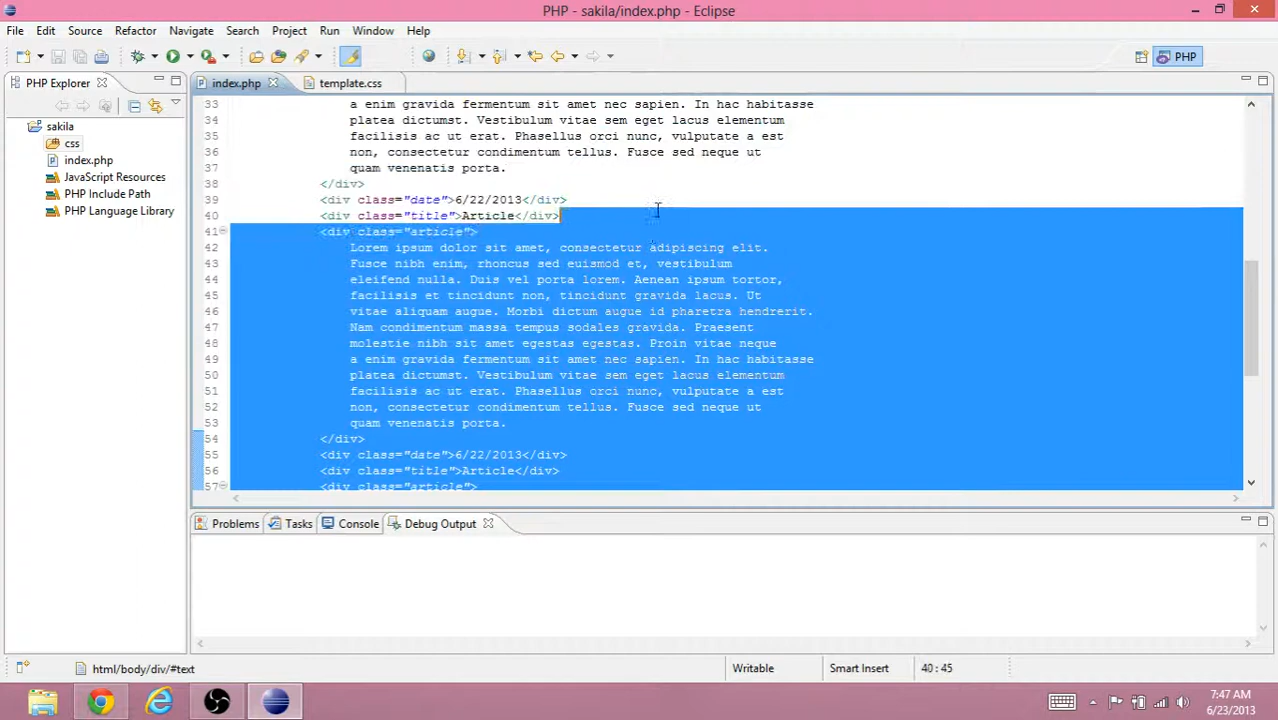 PHP - sakila/index.php - Eclipse
File Edit Source Refactor Navigate Search Project Run Window Help
PHP
PHP Explorer
index.php
template.css
sakila
css
index.php
JavaScript Resources
PHP Include Path
PHP Language Library
33 a enim gravida fermentum sit amet nec sapien. In hac habitasse
34 platea dictumst. Vestibulum vitae sem eget lacus elementum
35 facilisis ac ut erat. Phasellus orci nunc, vulputate a est
36 non, consectetur condimentum tellus. Fusce sed neque ut
37 quam venenatis porta.
38 </div>
39 <div class="date">6/22/2013</div>
40 <div class="title">Article</div>
41 <div class="article">
42 Lorem ipsum dolor sit amet, consectetur adipiscing elit.
43 Fusce nibh enim, rhoncus sed euismod et, vestibulum
44 eleifend nulla. Duis vel porta lorem. Aenean ipsum tortor,
45 facilisis et tincidunt non, tincidunt gravida lacus. Ut
46 vitae aliquam augue. Morbi dictum augue id pharetra hendrerit.
47 Nam condimentum massa tempus sodales gravida. Praesent
48 molestie nibh sit amet egestas egestas. Proin vitae neque
49 a enim gravida fermentum sit amet nec sapien. In hac habitasse
50 platea dictumst. Vestibulum vitae sem eget lacus elementum
51 facilisis ac ut erat. Phasellus orci nunc, vulputate a est
52 non, consectetur condimentum tellus. Fusce sed neque ut
53 quam venenatis porta.
54 </div>
55 <div class="date">6/22/2013</div>
56 <div class="title">Article</div>
57 <div class="article">
Problems Tasks Console Debug Output
html/body/div/#text
Writable
Smart Insert
40 : 45
7:47 AM
6/23/2013